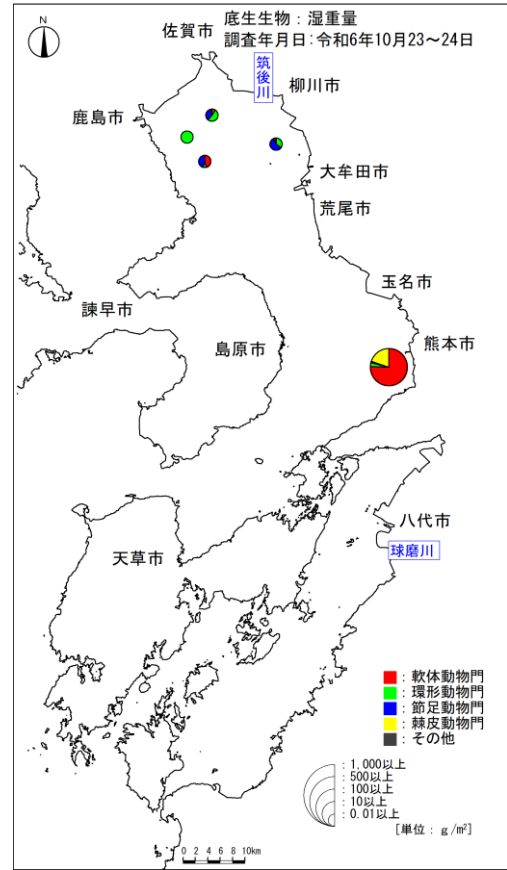 N
底生生物：湿重量
調査年月日：令和6年10月23～24日
佐賀市
筑後川
柳川市
鹿島市
大牟田市
荒尾市
玉名市
諫早市
島原市
熊本市
八代市
球磨川
天草市
：軟体動物門
：環形動物門
：節足動物門
：棘皮動物門
：その他
：1,000以上
：500以上
：100以上
：10以上
：0.01以上
［単位：g/m²］
0 2 4 6 8 10km